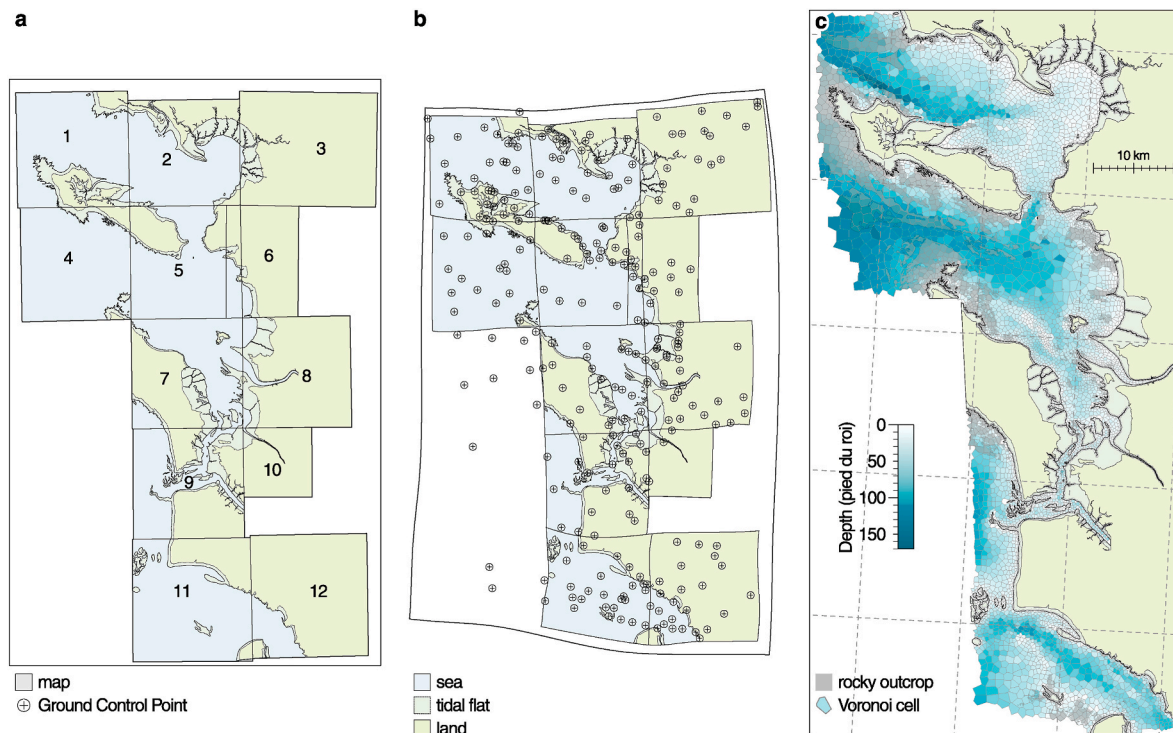 a
b
c
1
2
3
4
5
6
7
8
9
10
11
12
10 km
Depth (pied du roi)
0
50
100
150
map
Ground Control Point
sea
tidal flat
land
rocky outcrop
Voronoi cell